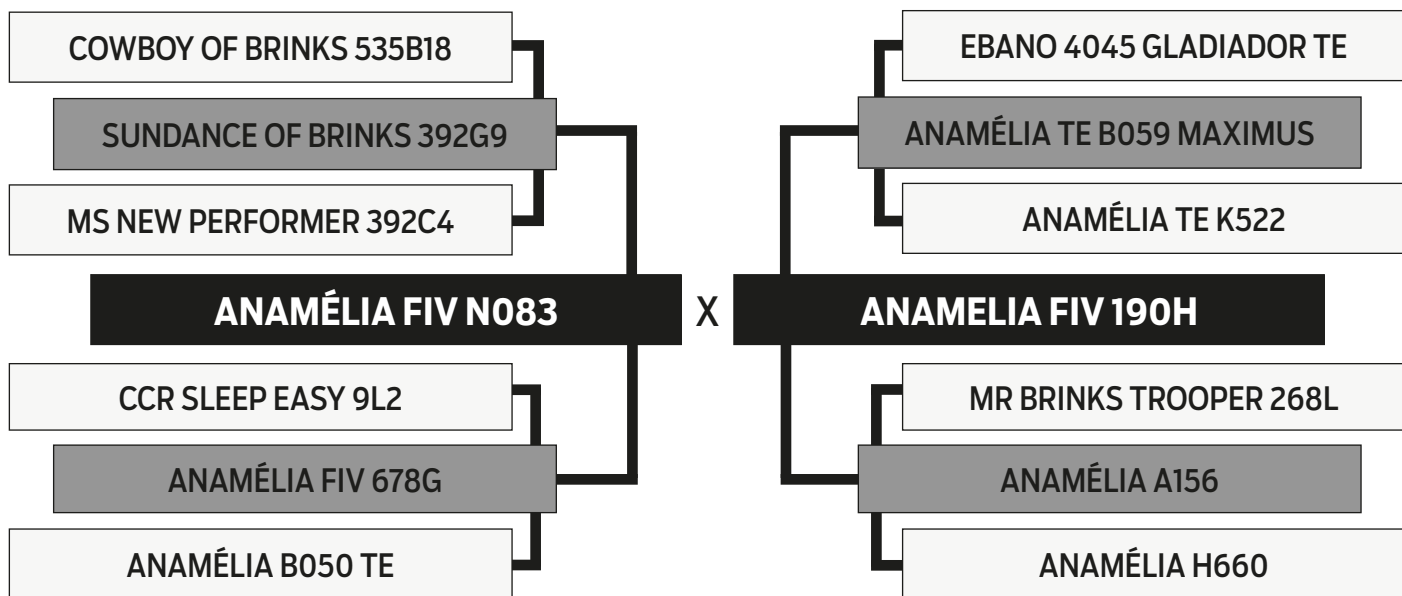 COWBOY OF BRINKS 535B18
SUNDANCE OF BRINKS 392G9
MS NEW PERFORMER 392C4
ANAMÉLIA FIV N083
CCR SLEEP EASY 9L2
ANAMÉLIA FIV 678G
ANAMÉLIA B050 TE
X
EBANO 4045 GLADIADOR TE
ANAMÉLIA TE B059 MAXIMUS
ANAMÉLIA TE K522
ANAMELIA FIV 190H
MR BRINKS TROOPER 268L
ANAMÉLIA A156
ANAMÉLIA H660